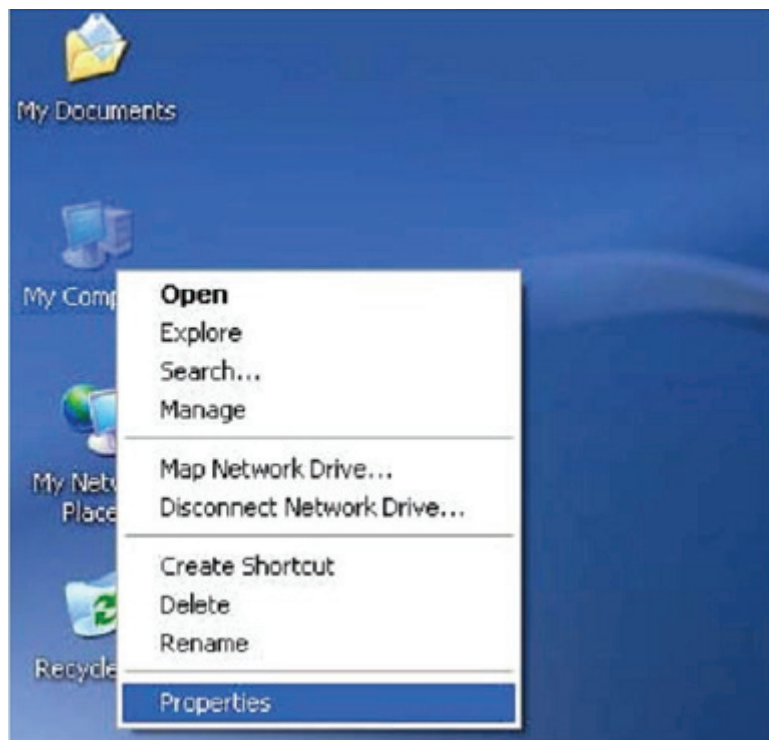 My Documents
My Comp
Open
Explore
Search...
Manage
Map Network Drive...
My Netw
Place
Disconnect Network Drive...
Create Shortcut
Delete
Rename
Recycle
Properties